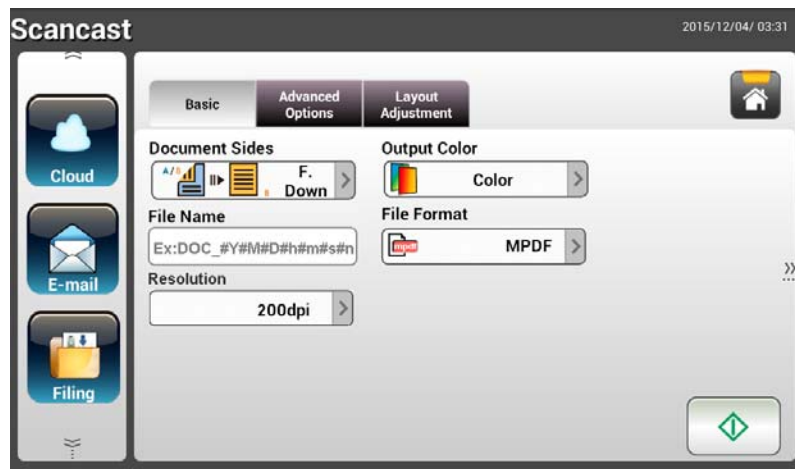 Scancast
2015/12/04/ 03:31
Basic
Advanced
Options
Layout
Adjustment
Cloud
E-mail
Filing
Document Sides
F.
Down
Output Color
Color
File Name
Ex:DOC_#Y#M#D#h#m#s#n
File Format
mpdf
MPDF
Resolution
200dpi